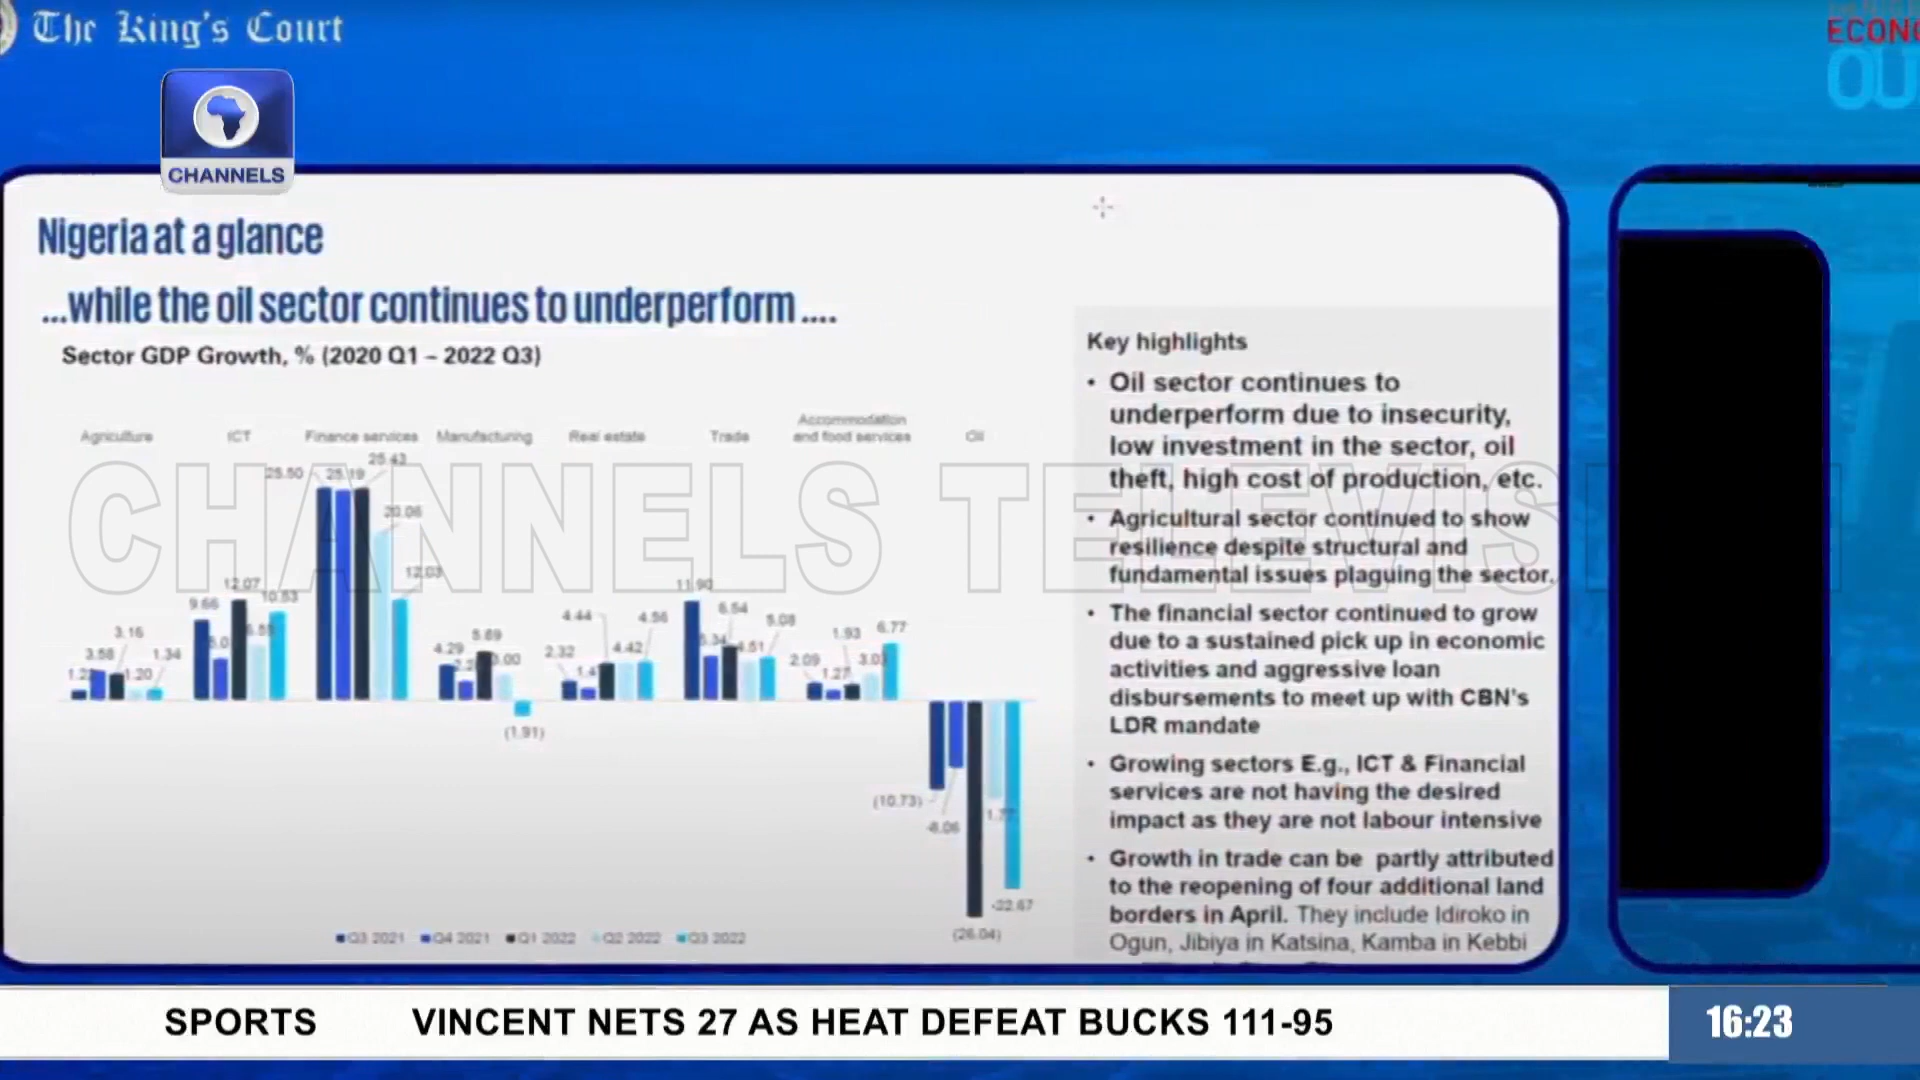 The King's Court
ECON
OU
CHANNELS
Nigeria at a glance
...while the oil sector continues to underperform ....
Sector GDP Growth, % (2020 Q1 – 2022 Q3)
Agriculture
ICT
Finance services
Manufacturing
Real estate
Trade
Accommodation
and food services
Oil
3.58
3.16
1.20
1.34
9.66
12.07
10.53
25.50
25.19
25.43
20.06
12.03
4.29
5.69
(1.91)
2.32
4.44
4.42
4.56
11.90
6.54
5.08
2.09
1.27
1.93
6.77
(10.73)
-8.06
(26.04)
-22.67
Q3 2021 Q4 2021 Q1 2022 Q2 2022 Q3 2022
Key highlights
• Oil sector continues to
underperform due to insecurity,
low investment in the sector, oil
theft, high cost of production, etc.
• Agricultural sector continued to show
resilience despite structural and
fundamental issues plaguing the sector.
• The financial sector continued to grow
due to a sustained pick up in economic
activities and aggressive loan
disbursements to meet up with CBN's
LDR mandate
• Growing sectors E.g., ICT & Financial
services are not having the desired
impact as they are not labour intensive
• Growth in trade can be partly attributed
to the reopening of four additional land
borders in April. They include Idiroko in
Ogun, Jibiya in Katsina, Kamba in Kebbi
CHANNELS TELEVISI
SPORTS VINCENT NETS 27 AS HEAT DEFEAT BUCKS 111-95
16:23